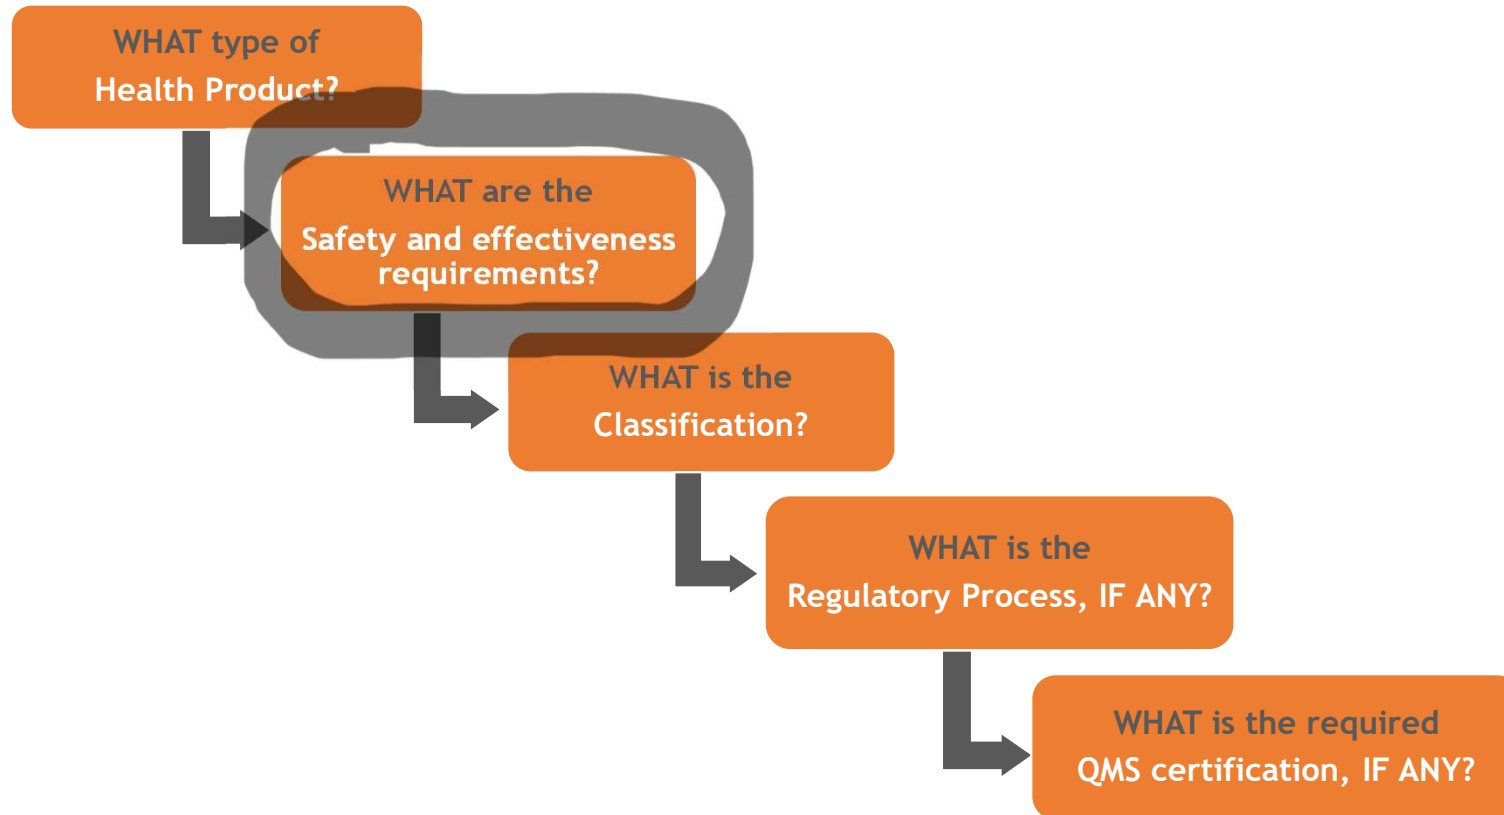 WHAT type of
Health Product?
WHAT are the
Safety and effectiveness
requirements?
WHAT is the
Classification?
WHAT is the
Regulatory Process, IF ANY?
WHAT is the required
QMS certification, IF ANY?